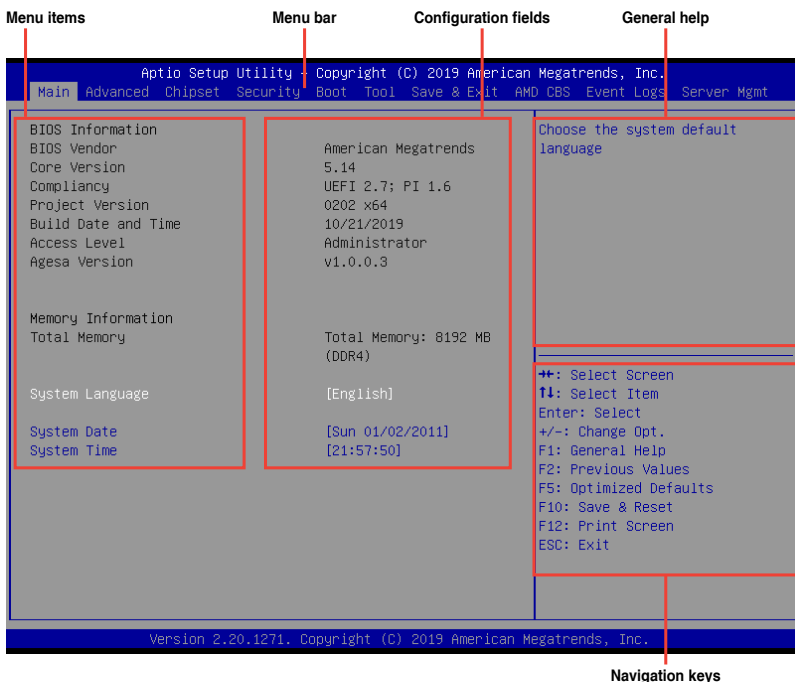 Menu items Menu bar Configuration fields General help
Aptio Setup Utility - Copyright (C) 2019 American Megatrends, Inc.
Main Advanced Chipset Security Boot Tool Save & Exit AMD CBS Event Logs Server Mgmt
BIOS Information
BIOS Vendor American Megatrends
Core Version 5.14
Compliancy UEFI 2.7; PI 1.6
Project Version 0202 x64
Build Date and Time 10/21/2019
Access Level Administrator
Agesa Version v1.0.0.3
Memory Information
Total Memory Total Memory: 8192 MB
(DDR4)
System Language [English]
System Date [Sun 01/02/2011]
System Time [21:57:50]
Choose the system default
language
→←: Select Screen
↑↓: Select Item
Enter: Select
+/-: Change Opt.
F1: General Help
F2: Previous Values
F5: Optimized Defaults
F10: Save & Reset
F12: Print Screen
ESC: Exit
Version 2.20.1271. Copyright (C) 2019 American Megatrends, Inc.
Navigation keys